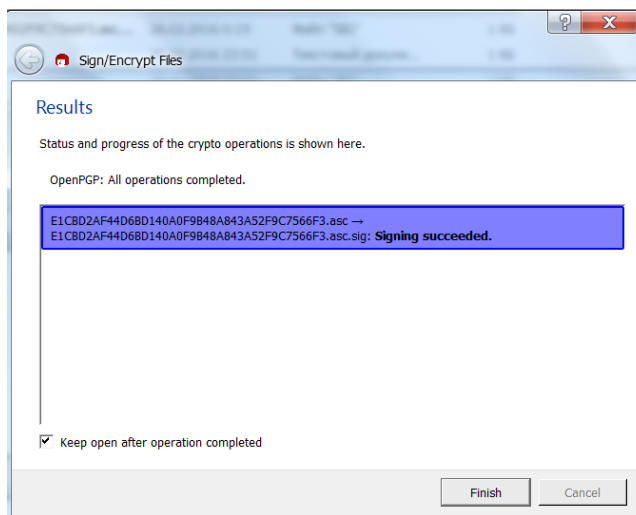 Sign/Encrypt Files
Results
Status and progress of the crypto operations is shown here.
OpenPGP: All operations completed.
E1CBD2AF44D6BD140A0F9B48A843A52F9C7566F3.asc →
E1CBD2AF44D6BD140A0F9B48A843A52F9C7566F3.asc.sig: Signing succeeded.
Keep open after operation completed
Finish
Cancel